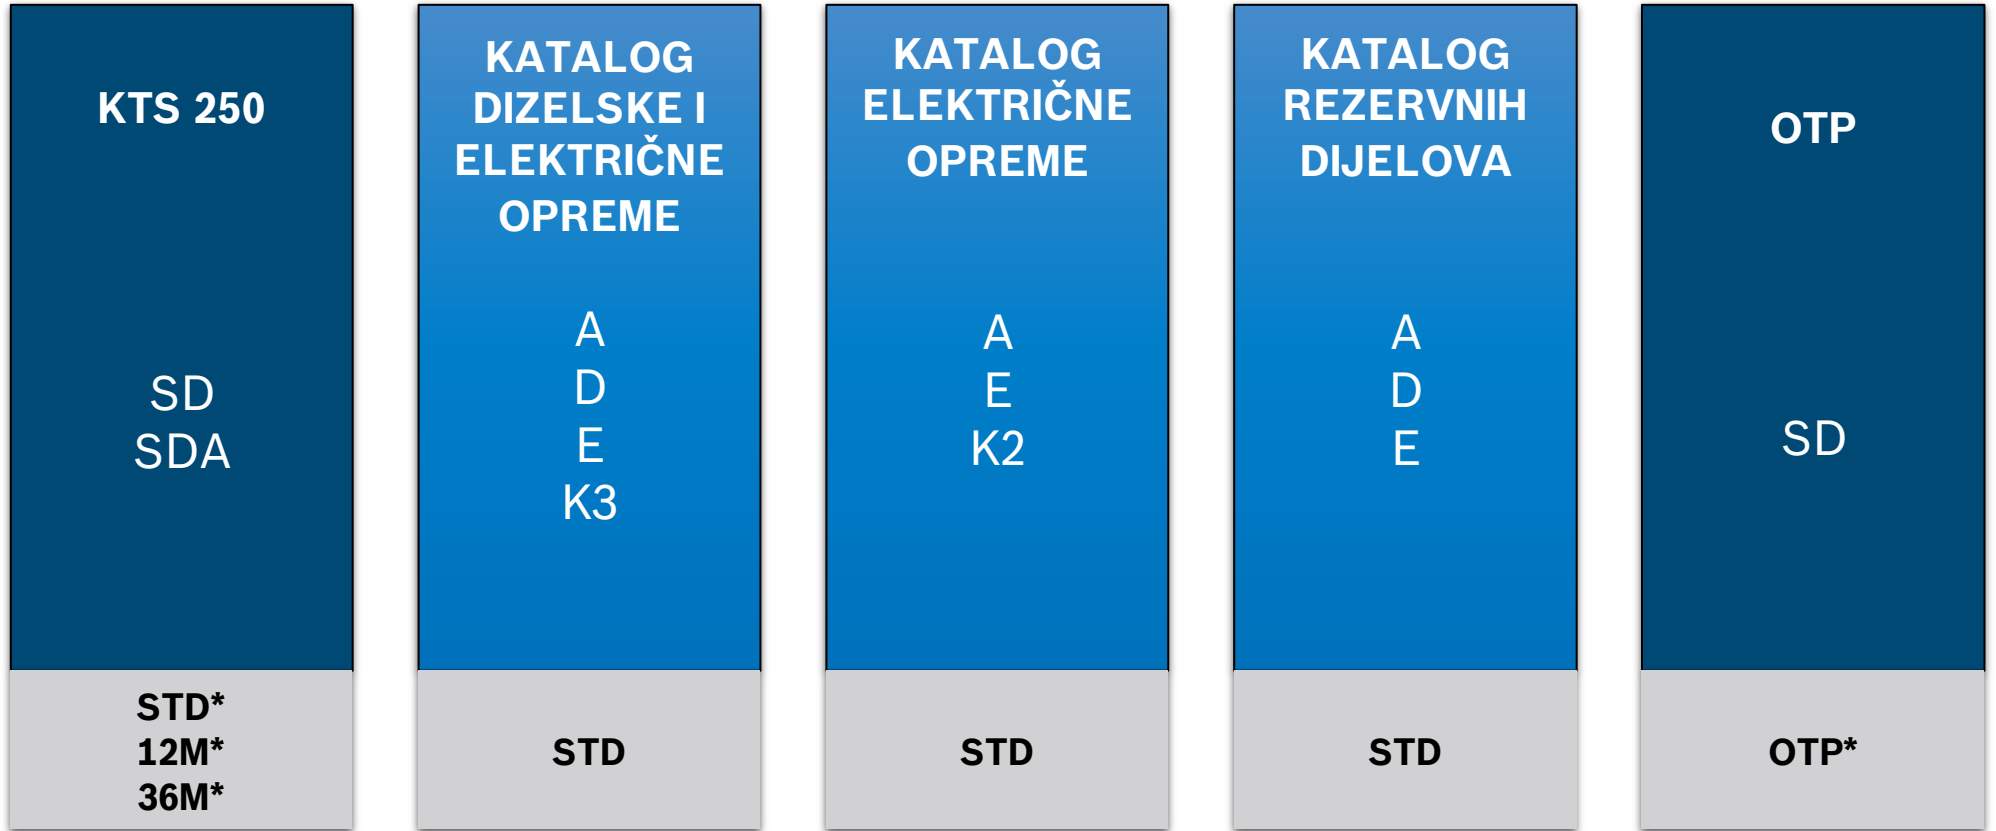 KTS 250
SD
SDA
STD*
12M*
36M*
KATALOG
DIZELSKE I
ELEKTRIČNE
OPREME
A
D
E
K3
STD
KATALOG
ELEKTRIČNE
OPREME
A
E
K2
STD
KATALOG
REZERVNIH
DIJELOVA
A
D
E
STD
OTP
SD
OTP*